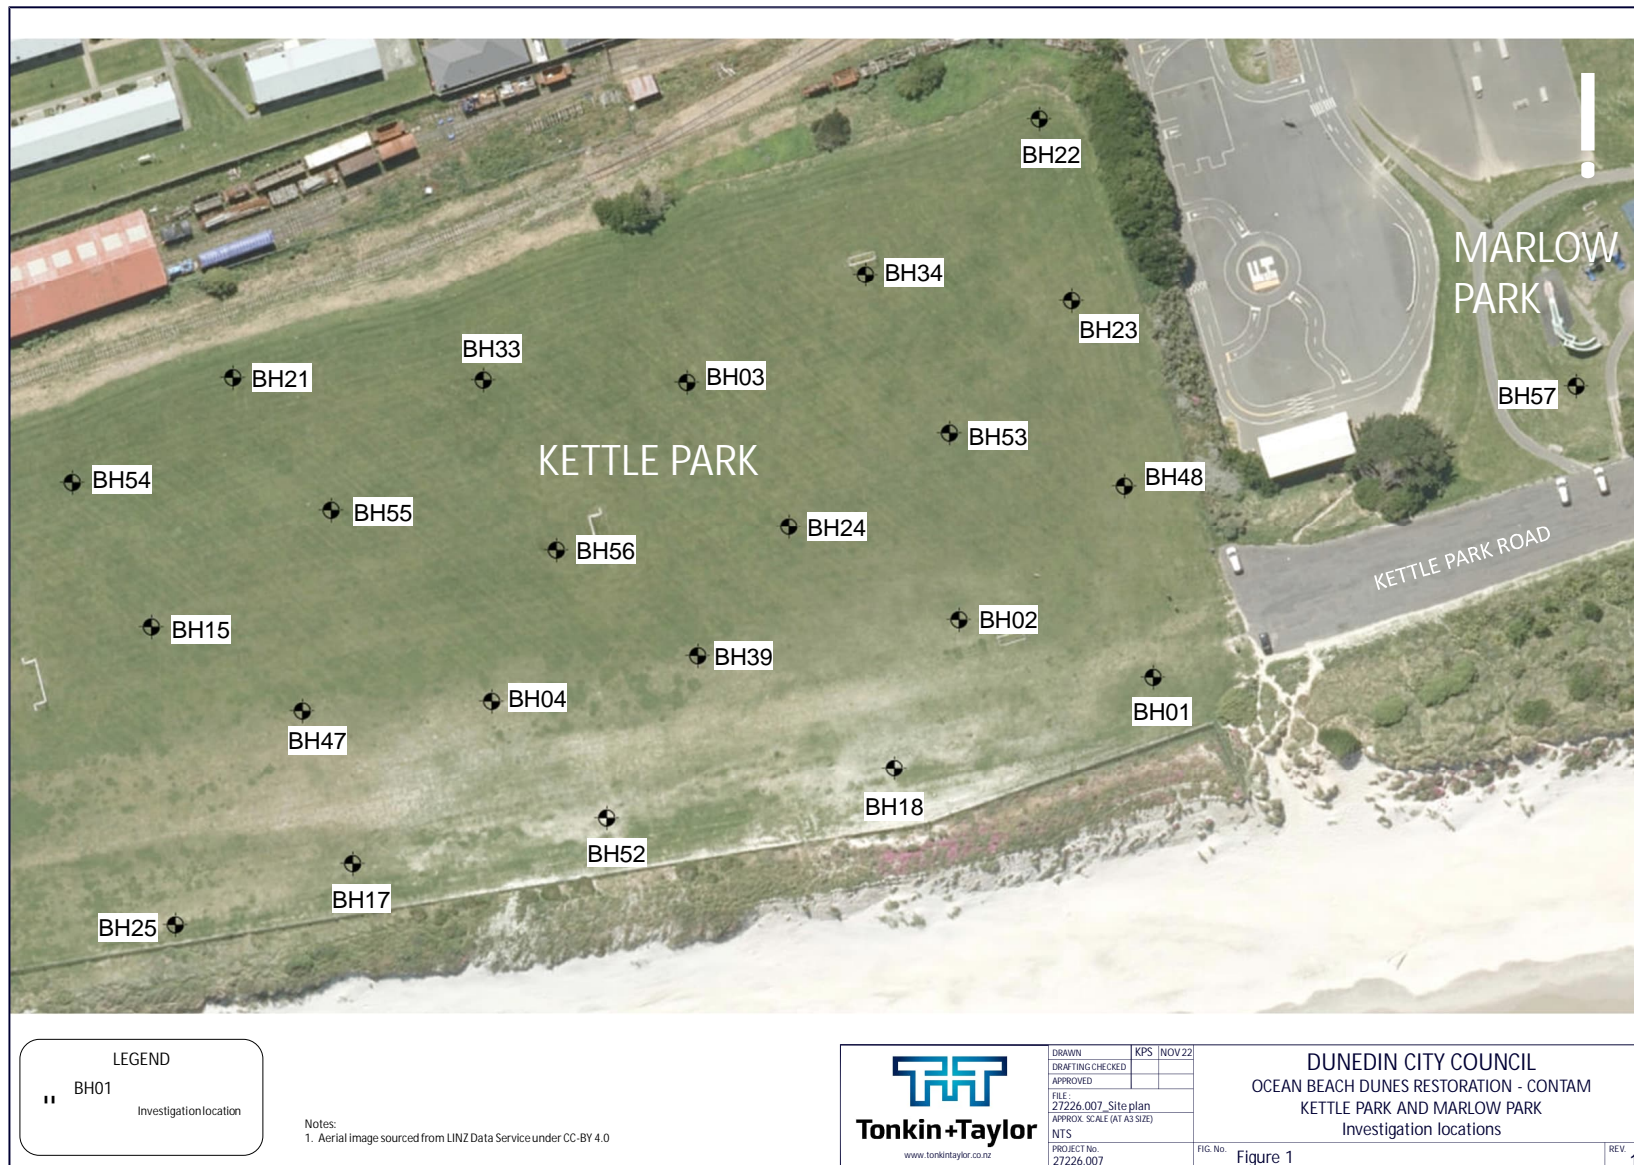 BH22
!
MARLOW
PARK
BH34
BH23
BH33
BH21
BH03
BH57
BH53
KETTLE PARK
BH54
BH48
BH55
BH24
BH56
KETTLE PARK ROAD
BH15
BH02
BH39
BH04
BH01
BH47
BH18
BH52
BH17
BH25
LEGEND
" BH01
Investigation location
Notes:
1. Aerial image sourced from LINZ Data Service under CC-BY 4.0
Tonkin+Taylor
www.tonkintaylor.co.nz
DRAWN KPS NOV 22
DRAFTING CHECKED
APPROVED
FILE :
27226.007_Site plan
APPROX. SCALE (AT A3 SIZE)
NTS
PROJECT No.
27226.007
DUNEDIN CITY COUNCIL
OCEAN BEACH DUNES RESTORATION - CONTAM
KETTLE PARK AND MARLOW PARK
Investigation locations
FIG. No. Figure 1
REV.